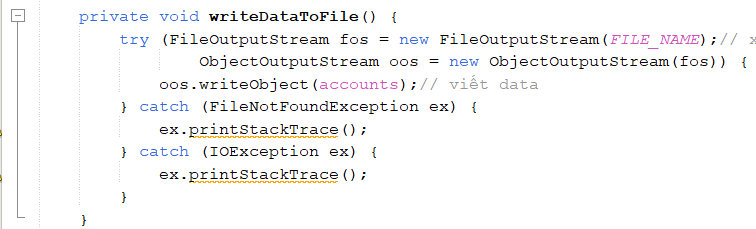 private void writeDataToFile() {
try (FileOutputStream fos = new FileOutputStream(FILE_NAME);//
ObjectOutputStream oos = new ObjectOutputStream(fos)) {
oos.writeObject(accounts);// viết data
} catch (FileNotFoundException ex) {
ex.printStackTrace();
} catch (IOException ex) {
ex.printStackTrace();
}
}